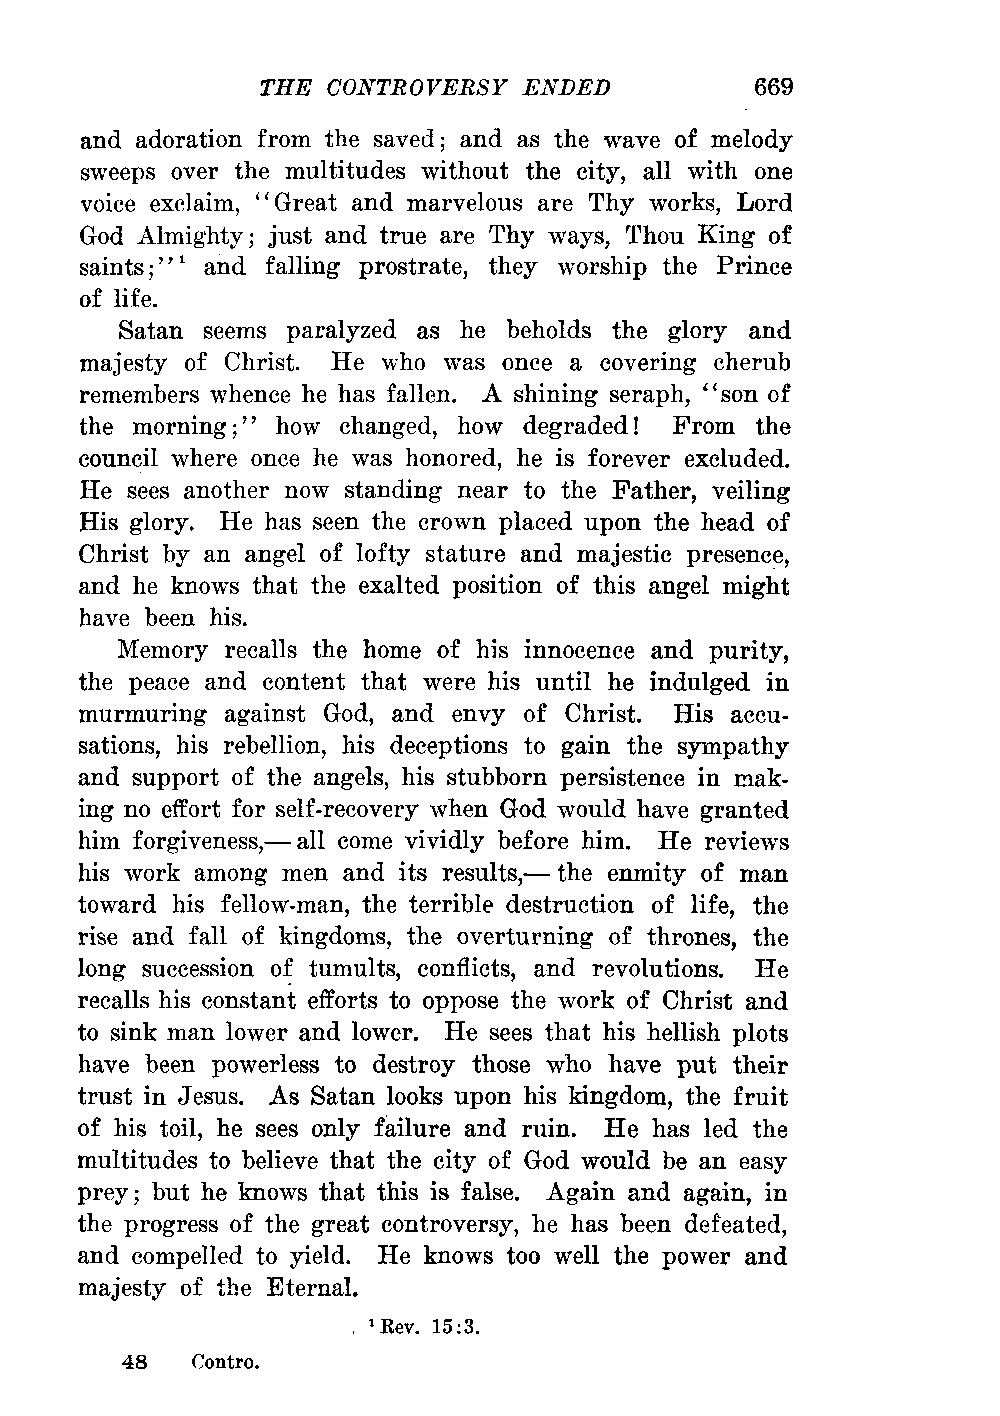 THE CONTROVERSY ENDED 669
and adoration from the saved; and as the wave of melody
sweeps over the multitudes without the city, all with one
voice exclaim, "Great and marvelous are Thy works, Lord
God Almighty; just and true are Thy ways, Thou King of
saints;"¹ and falling prostrate, they worship the Prince
of life.
Satan seems paralyzed as he beholds the glory and
majesty of Christ. He who was once a covering cherub
remembers whence he has fallen. A shining seraph, "son of
the morning;" how changed, how degraded! From the
council where once he was honored, he is forever excluded.
He sees another now standing near to the Father, veiling
His glory. He has seen the crown placed upon the head of
Christ by an angel of lofty stature and majestic presence,
and he knows that the exalted position of this angel might
have been his.
Memory recalls the home of his innocence and purity,
the peace and content that were his until he indulged in
murmuring against God, and envy of Christ. His accu-
sations, his rebellion, his deceptions to gain the sympathy
and support of the angels, his stubborn persistence in mak-
ing no effort for self-recovery when God would have granted
him forgiveness,— all come vividly before him. He reviews
his work among men and its results,— the enmity of man
toward his fellow-man, the terrible destruction of life, the
rise and fall of kingdoms, the overturning of thrones, the
long succession of tumults, conflicts, and revolutions. He
recalls his constant efforts to oppose the work of Christ and
to sink man lower and lower. He sees that his hellish plots
have been powerless to destroy those who have put their
trust in Jesus. As Satan looks upon his kingdom, the fruit
of his toil, he sees only failure and ruin. He has led the
multitudes to believe that the city of God would be an easy
prey; but he knows that this is false. Again and again, in
the progress of the great controversy, he has been defeated,
and compelled to yield. He knows too well the power and
majesty of the Eternal.
¹ Rev. 15:3.
48 Contro.